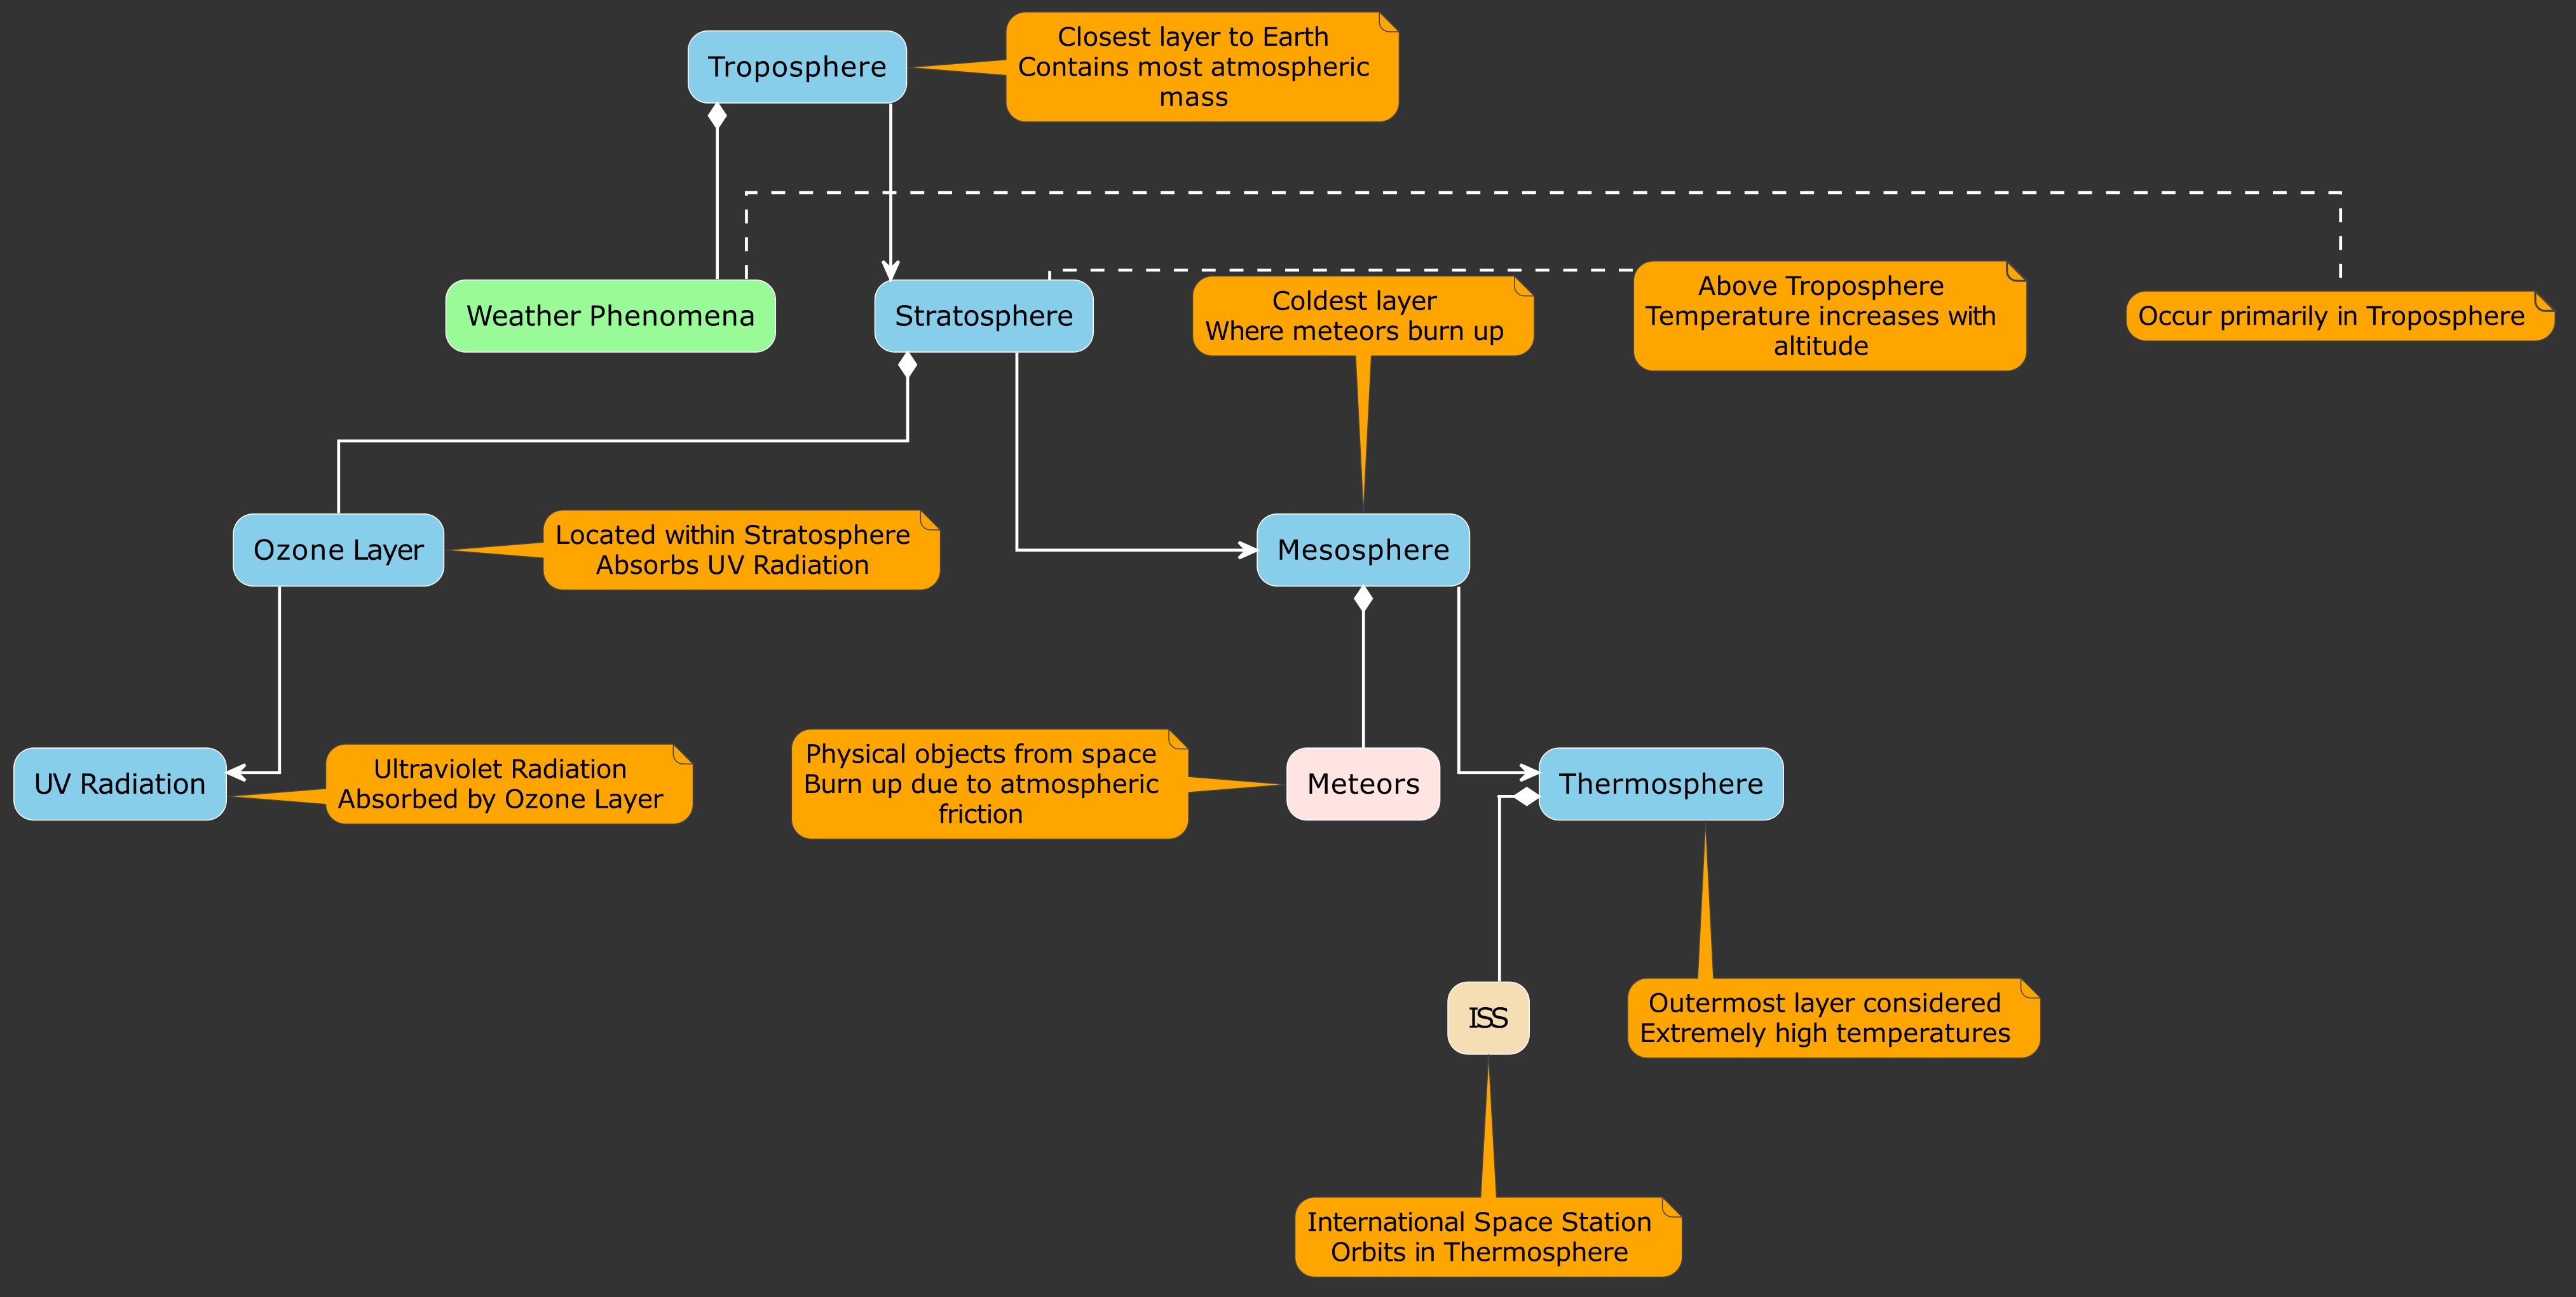 Troposphere
Closest layer to Earth
Contains most atmospheric
mass
Weather Phenomena
Stratosphere
Coldest layer
Where meteors burn up
Above Troposphere
Temperature increases with
altitude
Occur primarily in Troposphere
Ozone Layer
Located within Stratosphere
Absorbs UV Radiation
Mesosphere
UV Radiation
Ultraviolet Radiation
Absorbed by Ozone Layer
Physical objects from space
Burn up due to atmospheric
friction
Meteors
Thermosphere
ISS
Outermost layer considered
Extremely high temperatures
International Space Station
Orbits in Thermosphere